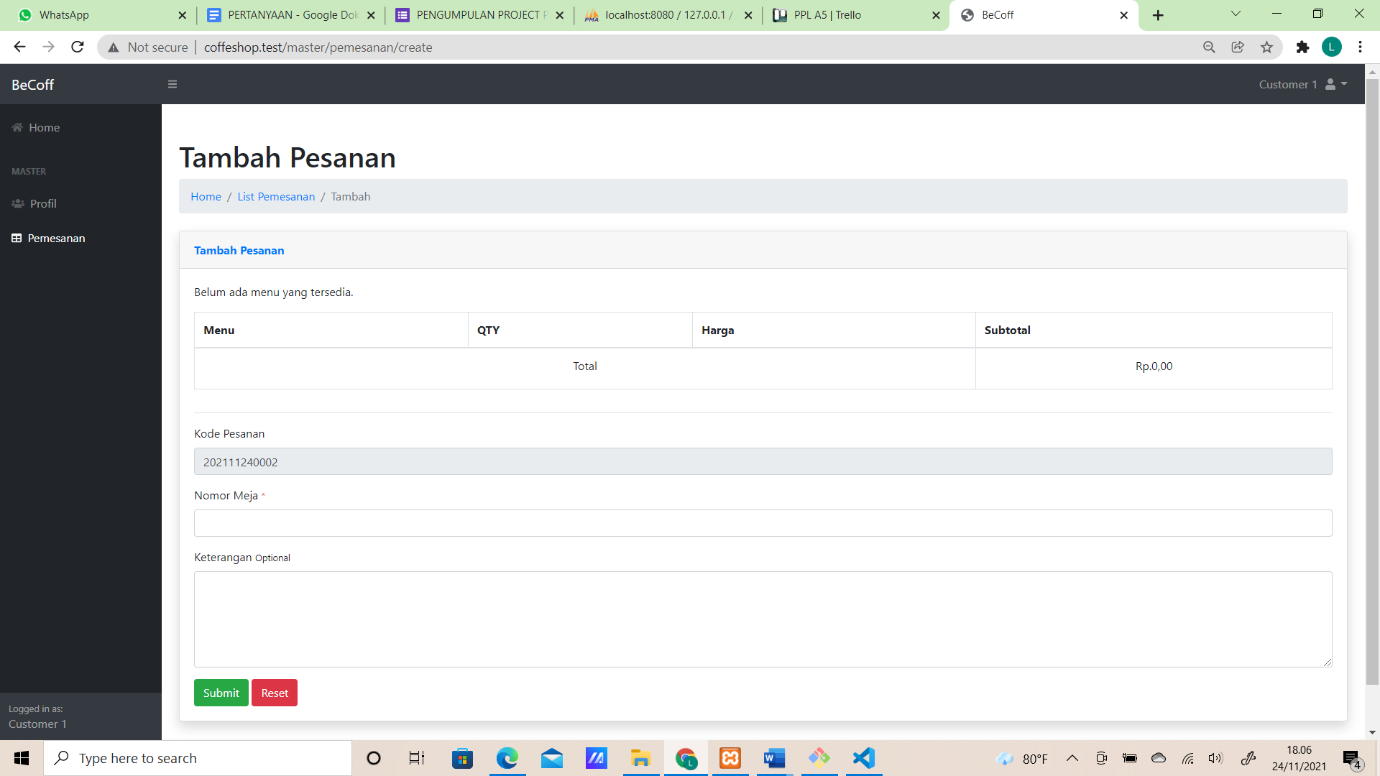 WhatsApp
PERTANYAAN - Google Dok
PENGUMPULAN PROJECT P
localhost:8080 / 127.0.0.1 /
PPL A5 | Trello
BeCoff
Not secure | coffeshop.test/master/pemesanan/create
L
BeCoff
Customer 1
Home
MASTER
Profil
Pemesanan
Tambah Pesanan
Home / List Pemesanan / Tambah
Tambah Pesanan
Belum ada menu yang tersedia.
Menu QTY Harga Subtotal
Total Rp.0,00
Kode Pesanan
202111240002
Nomor Meja *
Keterangan Optional
Submit Reset
Logged in as:
Customer 1
Type here to search
80°F
18.06
24/11/2021
4